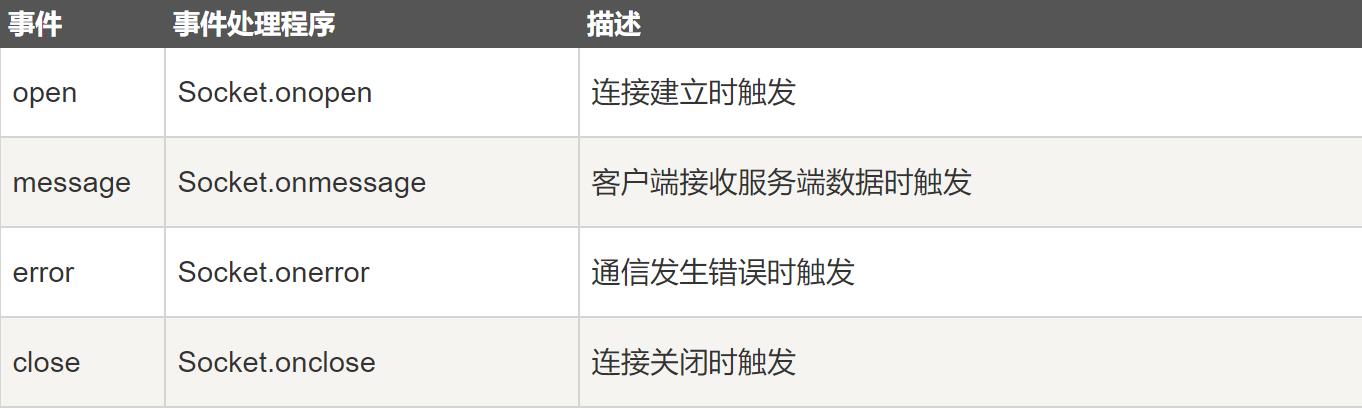 事件 事件处理程序 描述
open Socket.onopen 连接建立时触发
message Socket.onmessage 客户端接收服务端数据时触发
error Socket.onerror 通信发生错误时触发
close Socket.onclose 连接关闭时触发